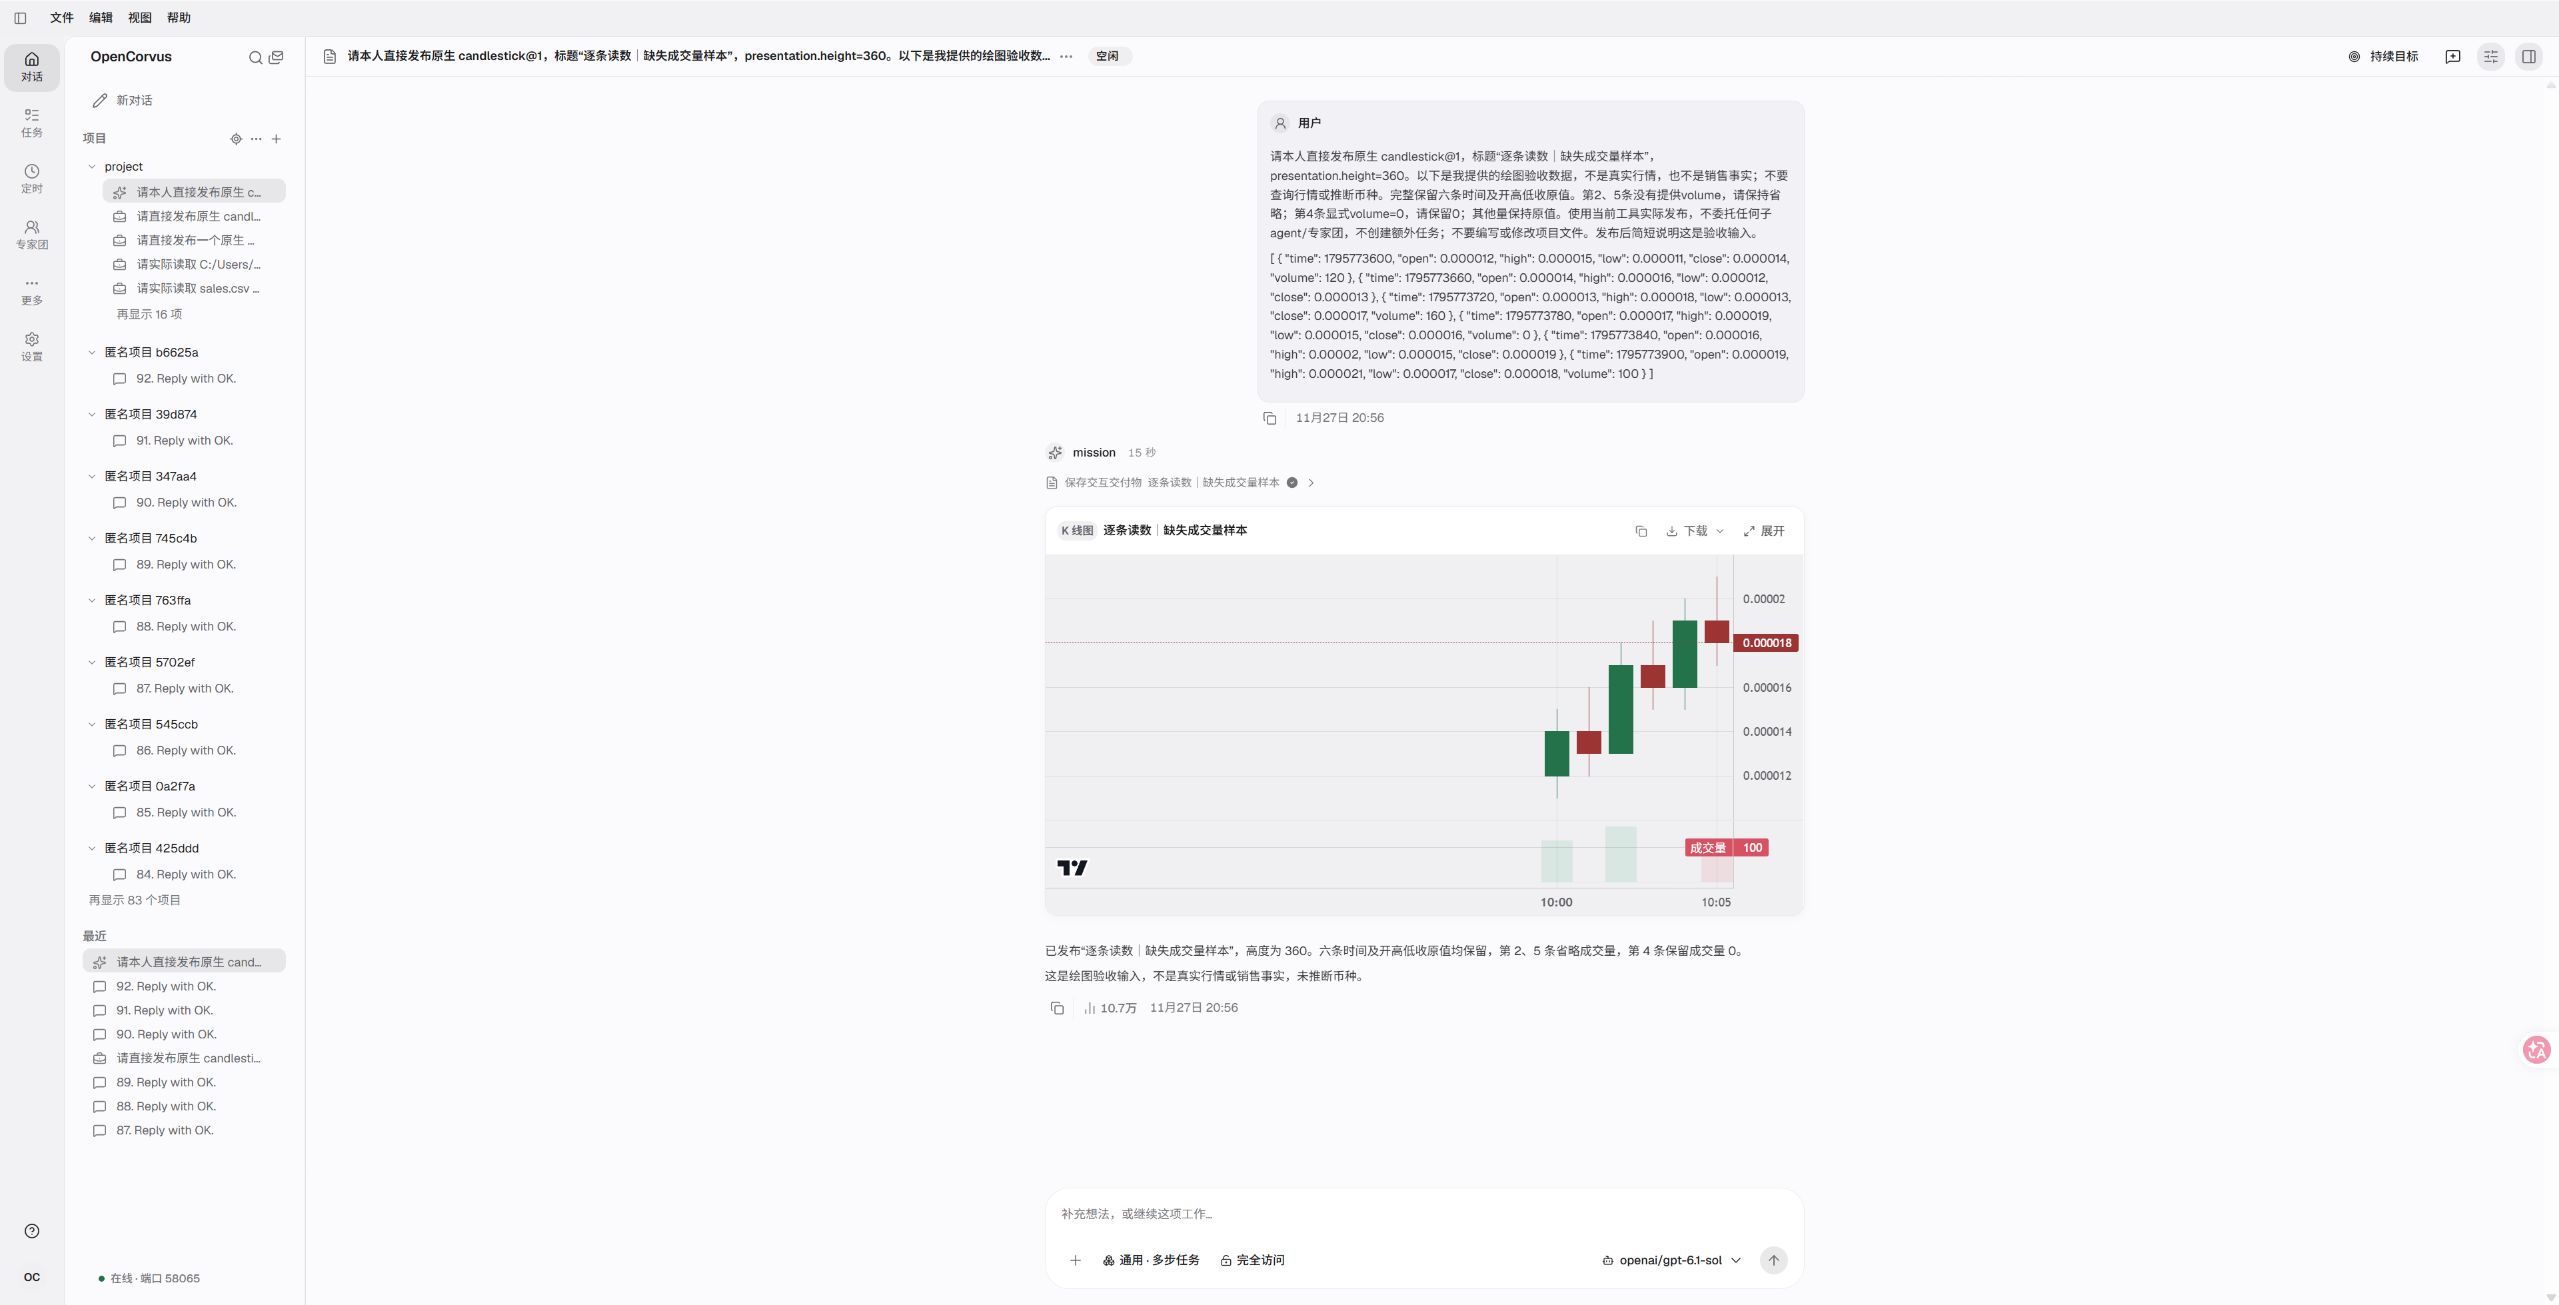 文件 编辑 视图 帮助
对话
任务
定时
专家团
更多
设置
OC
OpenCorvus
新对话
项目
project
请本人直接发布原生 c...
请直接发布原生 candl...
请直接发布一个原生 ...
请实际读取 C:/Users/...
请实际读取 sales.csv ...
再显示 16 项
匿名项目 b6625a
92. Reply with OK.
匿名项目 39d874
91. Reply with OK.
匿名项目 347aa4
90. Reply with OK.
匿名项目 745c4b
89. Reply with OK.
匿名项目 763ffa
88. Reply with OK.
匿名项目 5702ef
87. Reply with OK.
匿名项目 545ccb
86. Reply with OK.
匿名项目 0a2f7a
85. Reply with OK.
匿名项目 425ddd
84. Reply with OK.
再显示 83 个项目
最近
请本人直接发布原生 cand...
92. Reply with OK.
91. Reply with OK.
90. Reply with OK.
请直接发布原生 candlesti...
89. Reply with OK.
88. Reply with OK.
87. Reply with OK.
在线 · 端口 58065
请本人直接发布原生 candlestick@1，标题“逐条读数｜缺失成交量样本”，presentation.height=360。以下是我提供的绘图验收数... 空闲
持续目标
用户
请本人直接发布原生 candlestick@1，标题“逐条读数｜缺失成交量样本”，
presentation.height=360。以下是我提供的绘图验收数据，不是真实行情，也不是销售事实；不要
查询行情或推断币种。完整保留六条时间及开高低收原值。第2、5条没有提供volume，请保持省
略；第4条显式volume=0，请保留0；其他量保持原值。使用当前工具实际发布，不委托任何子
agent/专家团，不创建额外任务；不要编写或修改项目文件。发布后简短说明这是验收输入。
[ { "time": 1795773600, "open": 0.000012, "high": 0.000015, "low": 0.000011, "close": 0.000014,
"volume": 120 }, { "time": 1795773660, "open": 0.000014, "high": 0.000016, "low": 0.000012,
"close": 0.000013 }, { "time": 1795773720, "open": 0.000013, "high": 0.000018, "low": 0.000013,
"close": 0.000017, "volume": 160 }, { "time": 1795773780, "open": 0.000017, "high": 0.000019,
"low": 0.000015, "close": 0.000016, "volume": 0 }, { "time": 1795773840, "open": 0.000016,
"high": 0.00002, "low": 0.000015, "close": 0.000019 }, { "time": 1795773900, "open": 0.000019,
"high": 0.000021, "low": 0.000017, "close": 0.000018, "volume": 100 } ]
11月27日 20:56
mission 15 秒
保存交互交付物 逐条读数｜缺失成交量样本
K 线图 逐条读数｜缺失成交量样本
下载
展开
0.00002
0.000018
0.000016
0.000014
0.000012
成交量 100
10:00 10:05
已发布“逐条读数｜缺失成交量样本”，高度为 360。六条时间及开高低收原值均保留，第 2、5 条省略成交量，第 4 条保留成交量 0。
这是绘图验收输入，不是真实行情或销售事实，未推断币种。
10.7万 11月27日 20:56
补充想法，或继续这项工作...
通用 · 多步任务 完全访问
openai/gpt-6.1-sol